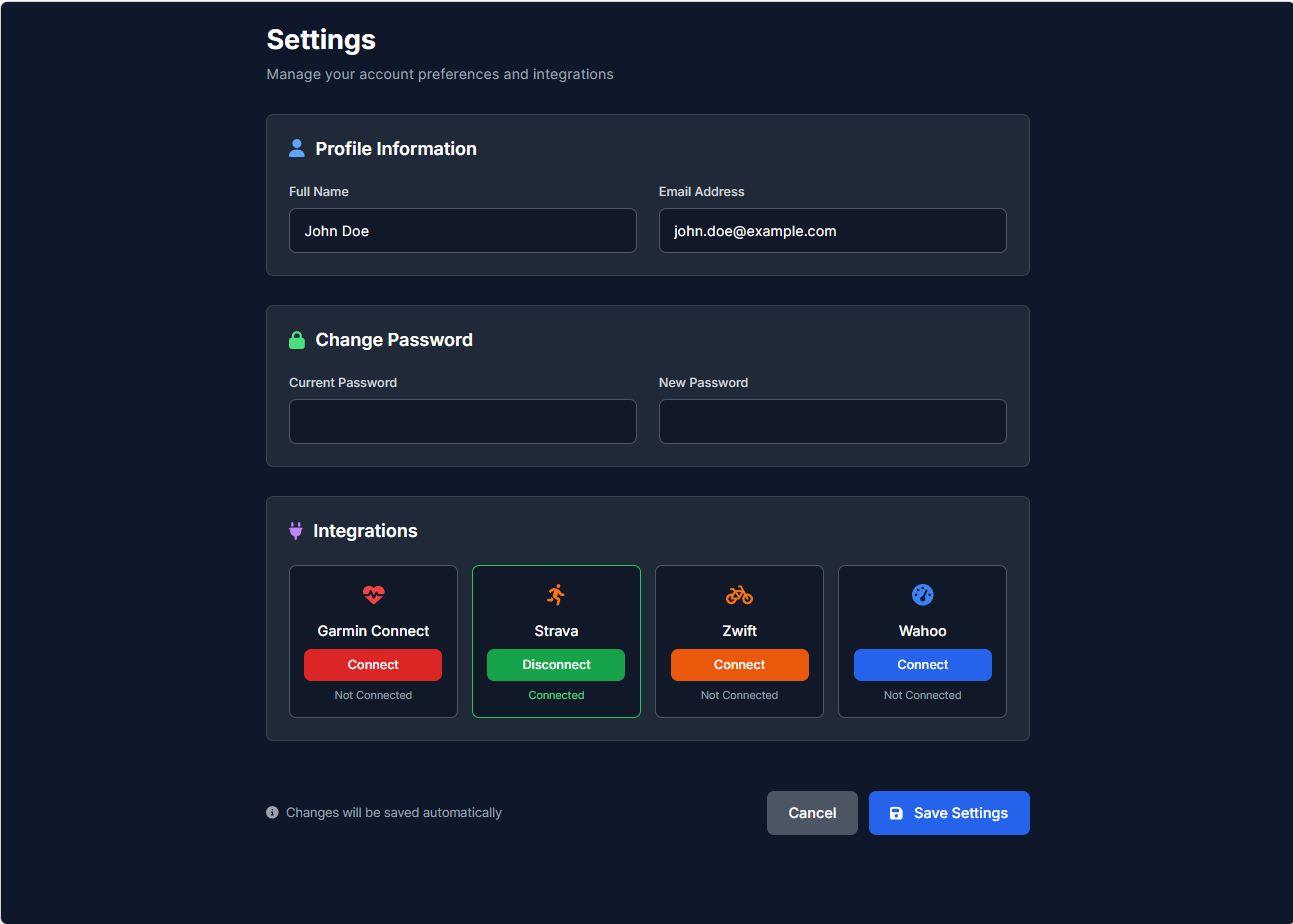 Settings
Manage your account preferences and integrations
Profile Information
Full Name
Email Address
John Doe
john.doe@example.com
Change Password
Current Password
New Password
Integrations
Garmin Connect
Connect
Not Connected
Strava
Disconnect
Connected
Zwift
Connect
Not Connected
Wahoo
Connect
Not Connected
Changes will be saved automatically
Cancel
Save Settings